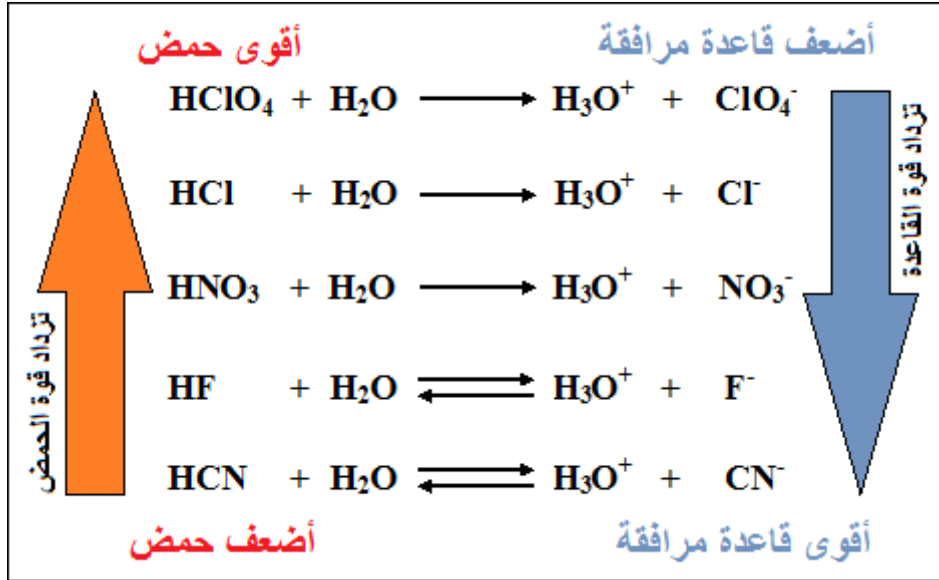 أقوى حمض أضعف قاعدة مرافقة
HClO₄ + H₂O ⟶ H₃O⁺ + ClO₄⁻
HCl + H₂O ⟶ H₃O⁺ + Cl⁻
HNO₃ + H₂O ⟶ H₃O⁺ + NO₃⁻
HF + H₂O ⇄ H₃O⁺ + F⁻
HCN + H₂O ⇄ H₃O⁺ + CN⁻
أضعف حمض أقوى قاعدة مرافقة
تزداد قوة الحمض
تزداد قوة القاعدة